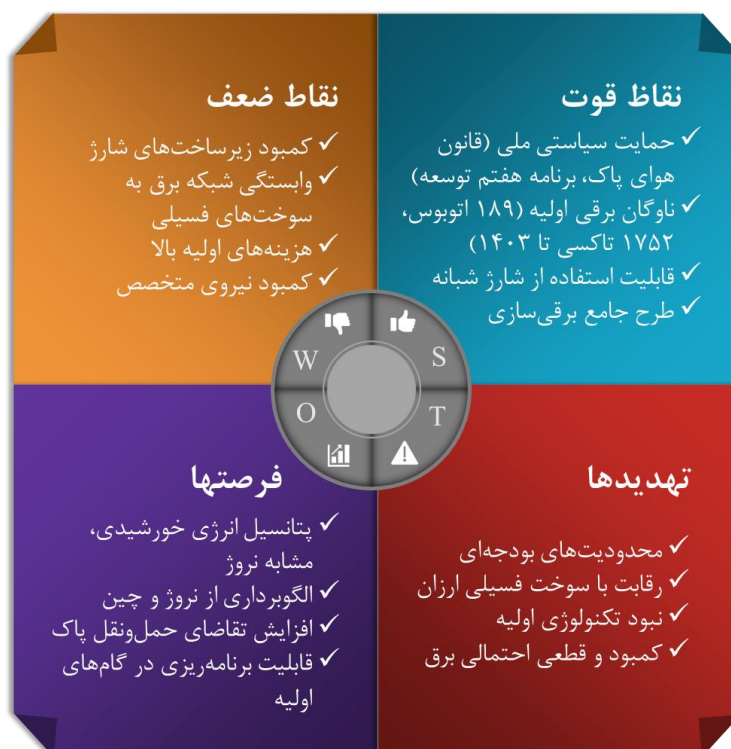 نقاظ قوت
✓ حمایت سیاستی ملی (قانون
هوای پاک، برنامه هفتم توسعه)
✓ ناوگان برقی اولیه (۱۸۹ اتوبوس،
۱۷۵۲ تاکسی تا ۱۴۰۳)
✓ قابلیت استفاده از شارژ شبانه
✓ طرح جامع برقی‌سازی
نقاط ضعف
✓ کمبود زیرساخت‌های شارژ
✓ وابستگی شبکه برق به
سوخت‌های فسیلی
✓ هزینه‌های اولیه بالا
✓ کمبود نیروی متخصص
S
W
T
O
تهدیدها
✓ محدودیت‌های بودجه‌ای
✓ رقابت با سوخت فسیلی ارزان
✓ نبود تکنولوژی اولیه
✓ کمبود و قطعی احتمالی برق
فرصتها
✓ پتانسیل انرژی خورشیدی،
مشابه نروژ
✓ الگوبرداری از نروژ و چین
✓ افزایش تقاضای حمل‌ونقل پاک
✓ قابلیت برنامه‌ریزی در گام‌های
اولیه